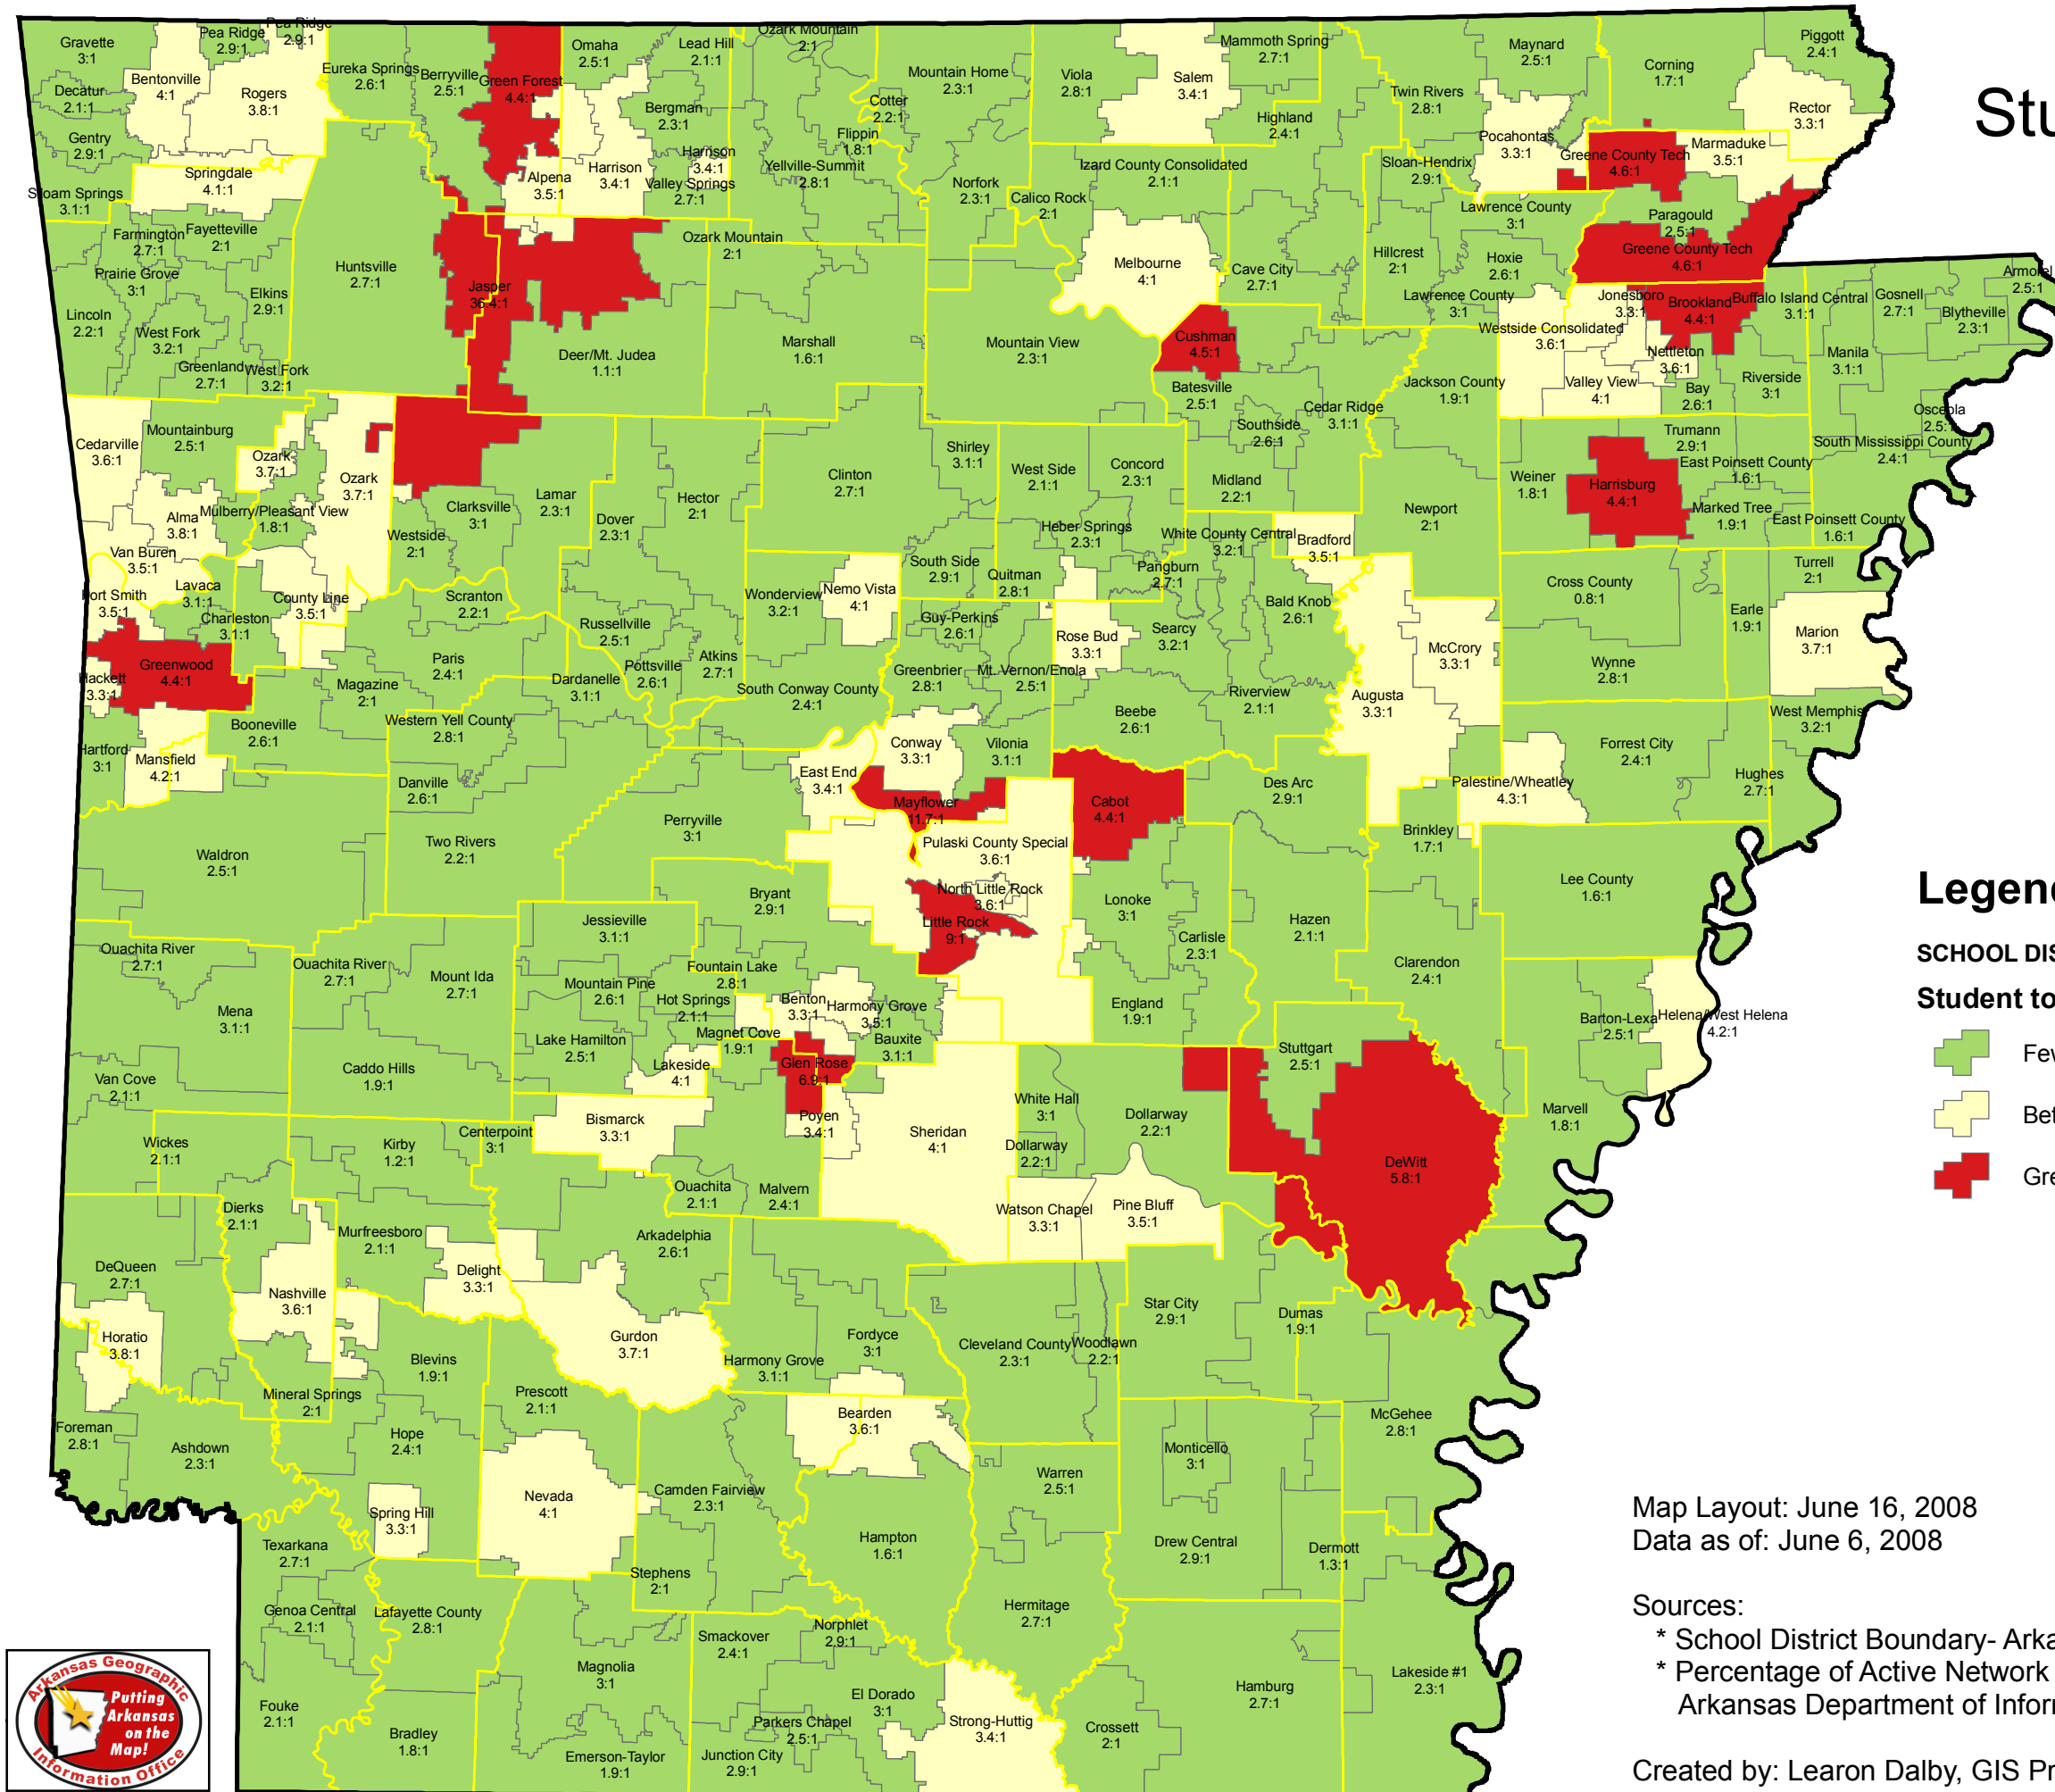 Stu
Gravette
3:1
Pea Ridge
2.9:1
Pea Ridge
2.9:1
Bentonville
4:1
Rogers
3.8:1
Decatur
2.1:1
Gentry
2.9:1
Springdale
4.1:1
Siloam Springs
3.1:1
Eureka Springs
2.6:1
Berryville
2.5:1
Green Forest
4.4:1
Omaha
2.5:1
Lead Hill
2.1:1
Ozark Mountain
2:1
Bergman
2.3:1
Alpena
3.5:1
Harrison
3.4:1
Harrison
3.4:1
Valley Springs
2.7:1
Cotter
2.2:1
Flippin
1.8:1
Yellville-Summit
2.8:1
Mountain Home
2.3:1
Norfork
2.3:1
Viola
2.8:1
Salem
3.4:1
Mammoth Spring
2.7:1
Highland
2.4:1
Izard County Consolidated
2.1:1
Calico Rock
2:1
Twin Rivers
2.8:1
Sloan-Hendrix
2.9:1
Maynard
2.5:1
Pocahontas
3.3:1
Corning
1.7:1
Piggott
2.4:1
Rector
3.3:1
Greene County Tech
4.6:1
Marmaduke
3.5:1
Paragould
2.5:1
Greene County Tech
4.6:1
Lawrence County
3:1
Farmington
2.7:1
Fayetteville
2:1
Prairie Grove
3:1
Lincoln
2.2:1
Elkins
2.9:1
West Fork
3.2:1
Greenland
2.7:1
West Fork
3.2:1
Huntsville
2.7:1
Jasper
36.4:1
Ozark Mountain
2:1
Deer/Mt. Judea
1.1:1
Marshall
1.6:1
Mountain View
2.3:1
Melbourne
4:1
Cave City
2.7:1
Hillcrest
2:1
Hoxie
2.6:1
Lawrence County
3:1
Cushman
4.5:1
Batesville
2.5:1
Southside
2.6:1
Cedar Ridge
3.1:1
Jackson County
1.9:1
Westside Consolidated
3.6:1
Jonesboro
3.3:1
Brookland
4.4:1
Buffalo Island Central
3.1:1
Gosnell
2.7:1
Armorel
2.5:1
Blytheville
2.3:1
Nettleton
3.6:1
Valley View
4:1
Bay
2.6:1
Riverside
3:1
Manila
3.1:1
Osceola
2.5:1
South Mississippi County
2.4:1
Trumann
2.9:1
East Poinsett County
1.6:1
Weiner
1.8:1
Harrisburg
4.4:1
Marked Tree
1.9:1
East Poinsett County
1.6:1
Cedarville
3.6:1
Mountainburg
2.5:1
Ozark
3.7:1
Ozark
3.7:1
Alma
3.8:1
Mulberry/Pleasant View
1.8:1
Van Buren
3.5:1
Lavaca
3.1:1
Fort Smith
3.5:1
Charleston
3.1:1
County Line
3.5:1
Westside
2:1
Clarksville
3:1
Lamar
2.3:1
Dover
2.3:1
Hector
2:1
Clinton
2.7:1
Shirley
3.1:1
West Side
2.1:1
Concord
2.3:1
Midland
2.2:1
Newport
2:1
Heber Springs
2.3:1
White County Central
3.2:1
Bradford
3.5:1
South Side
2.9:1
Quitman
2.8:1
Pangburn
2.7:1
Nemo Vista
4:1
Wonderview
3.2:1
Scranton
2.2:1
Russellville
2.5:1
Pottsville
2.6:1
Atkins
2.7:1
Guy-Perkins
2.6:1
Rose Bud
3.3:1
Searcy
3.2:1
Bald Knob
2.6:1
McCrory
3.3:1
Augusta
3.3:1
Cross County
0.8:1
Wynne
2.8:1
Earle
1.9:1
Turrell
2:1
Marion
3.7:1
Greenwood
4.4:1
Hackett
3.3:1
Paris
2.4:1
Magazine
2:1
Dardanelle
3.1:1
South Conway County
2.4:1
Greenbrier
2.8:1
Mt. Vernon/Enola
2.5:1
Beebe
2.6:1
Riverview
2.1:1
Booneville
2.6:1
Western Yell County
2.8:1
Hartford
3:1
Mansfield
4.2:1
Danville
2.6:1
East End
3.4:1
Conway
3.3:1
Vilonia
3.1:1
Mayflower
11.7:1
Cabot
4.4:1
Des Arc
2.9:1
Palestine/Wheatley
4.3:1
Forrest City
2.4:1
West Memphis
3.2:1
Hughes
2.7:1
Waldron
2.5:1
Two Rivers
2.2:1
Perryville
3:1
Pulaski County Special
3.6:1
Brinkley
1.7:1
Lee County
1.6:1
Bryant
2.9:1
North Little Rock
3.6:1
Little Rock
9:1
Lonoke
3:1
Carlisle
2.3:1
Hazen
2.1:1
Clarendon
2.4:1
Jessieville
3.1:1
Ouachita River
2.7:1
Ouachita River
2.7:1
Mount Ida
2.7:1
Mountain Pine
2.6:1
Fountain Lake
2.8:1
Hot Springs
2.1:1
Benton
3.3:1
Harmony Grove
3.5:1
Bauxite
3.1:1
England
1.9:1
Mena
3.1:1
Lake Hamilton
2.5:1
Magnet Cove
1.9:1
Lakeside
4:1
Glen Rose
6.9:1
Stuttgart
2.5:1
Barton-Lexa
2.5:1
Helena/West Helena
4.2:1
Van Cove
2.1:1
Caddo Hills
1.9:1
Bismarck
3.3:1
Poyen
3.4:1
Sheridan
4:1
White Hall
3:1
Dollarway
2.2:1
Dollarway
2.2:1
DeWitt
5.8:1
Marvell
1.8:1
Wickes
2.1:1
Kirby
1.2:1
Centerpoint
3:1
Ouachita
2.1:1
Malvern
2.4:1
Watson Chapel
3.3:1
Pine Bluff
3.5:1
Dierks
2.1:1
Murfreesboro
2.1:1
Arkadelphia
2.6:1
DeQueen
2.7:1
Nashville
3.6:1
Delight
3.3:1
Horatio
3.8:1
Gurdon
3.7:1
Fordyce
3:1
Cleveland County
2.3:1
Woodlawn
2.2:1
Star City
2.9:1
Dumas
1.9:1
Blevins
1.9:1
Harmony Grove
3.1:1
Mineral Springs
2:1
Prescott
2.1:1
Bearden
3.6:1
McGehee
2.8:1
Foreman
2.8:1
Ashdown
2.3:1
Hope
2.4:1
Monticello
3:1
Spring Hill
3.3:1
Nevada
4:1
Camden Fairview
2.3:1
Warren
2.5:1
Hampton
1.6:1
Drew Central
2.9:1
Dermott
1.3:1
Texarkana
2.7:1
Stephens
2:1
Genoa Central
2.1:1
Lafayette County
2.8:1
Hermitage
2.7:1
Smackover
2.4:1
Norphlet
2.9:1
Magnolia
3:1
Lakeside #1
2.3:1
Hamburg
2.7:1
Fouke
2.1:1
Bradley
1.8:1
Emerson-Taylor
1.9:1
Junction City
2.9:1
Parkers Chapel
2.5:1
El Dorado
3:1
Strong-Huttig
3.4:1
Crossett
2:1
Legend
SCHOOL DIS
Student to
Few
Bet
Gre
Map Layout: June 16, 2008
Data as of: June 6, 2008
Sources:
* School District Boundary- Arka
* Percentage of Active Network
Arkansas Department of Infor
Created by: Learon Dalby, GIS Pr
Arkansas Geographic
Putting
Arkansas
on the
Map!
Information Office